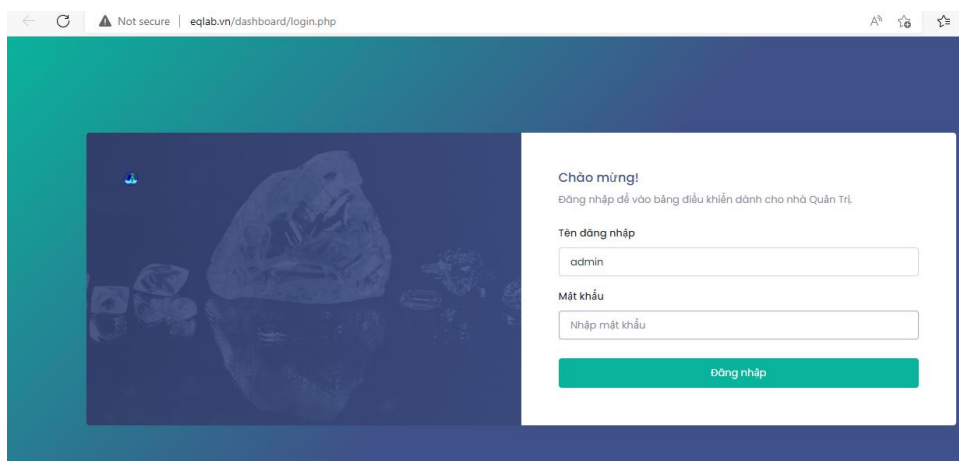 Not secure | eqlab.vn/dashboard/login.php
Chào mừng!
Đăng nhập để vào bảng điều khiển dành cho nhà Quản Trị.
Tên đăng nhập
admin
Mật khẩu
Nhập mật khẩu
Đăng nhập